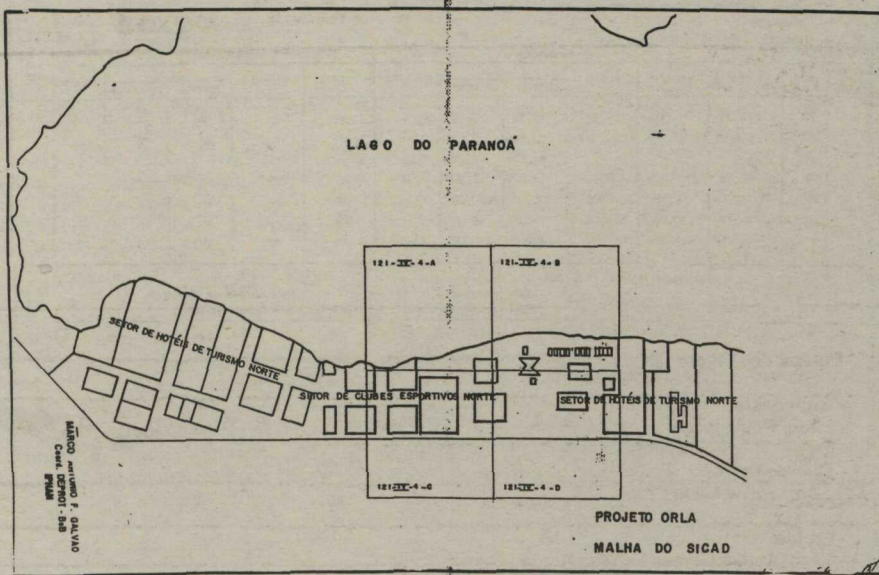 LAGO DO PARANOÁ
121-IV-4-A
121-IV-4-B
SETOR DE HOTÉIS DE TURISMO NORTE
SETOR DE CLUBES ESPORTIVOS NORTE
SETOR DE HOTÉIS DE TURISMO NORTE
121-IV-4-C
121-IV-4-D
MARCO ANTONIO F. GALVÃO
Coord. DEPROT - BsB
IPHAN
PROJETO ORLA
MALHA DO SICAD